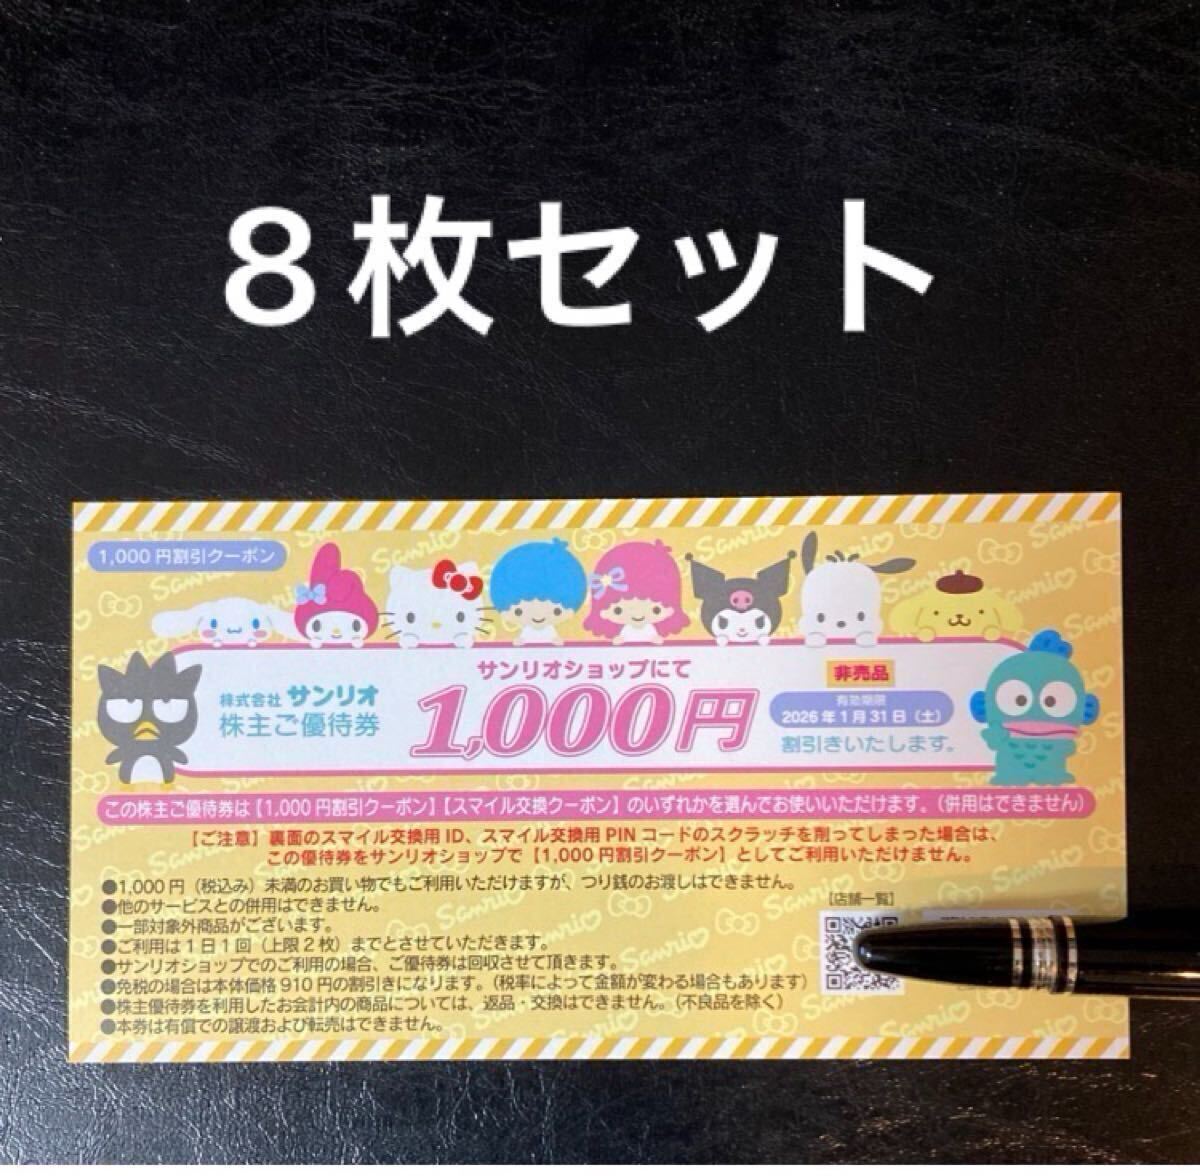 8枚セット
1,000円割引クーポン
サンリオショップにて
株式会社 サンリオ
株主ご優待券
1,000円
非売品
有効期限
2026年1月31日（土）
割引きいたします。
この株主ご優待券は【1,000円割引クーポン】【スマイル交換クーポン】のいずれかを選んでお使いいただけます。（併用はできません）
【ご注意】裏面のスマイル交換用ID、スマイル交換用PINコードのスクラッチを削ってしまった場合は、
この優待券をサンリオショップで【1,000円割引クーポン】としてご利用いただけません。
●1,000円（税込み）未満のお買い物でもご利用いただけますが、つり銭のお渡しはできません。
●他のサービスとの併用はできません。
●一部対象外商品がございます。
●ご利用は1日1回（上限2枚）までとさせていただきます。
●サンリオショップでのご利用の場合、ご優待券は回収させて頂きます。
●免税の場合は本体価格910円の割引きになります。（税率によって金額が変わる場合もあります）
●株主優待券を利用したお会計内の商品については、返品・交換はできません。（不良品を除く）
●本券は有償での譲渡および転売はできません。
【店舗一覧】
Sanrio